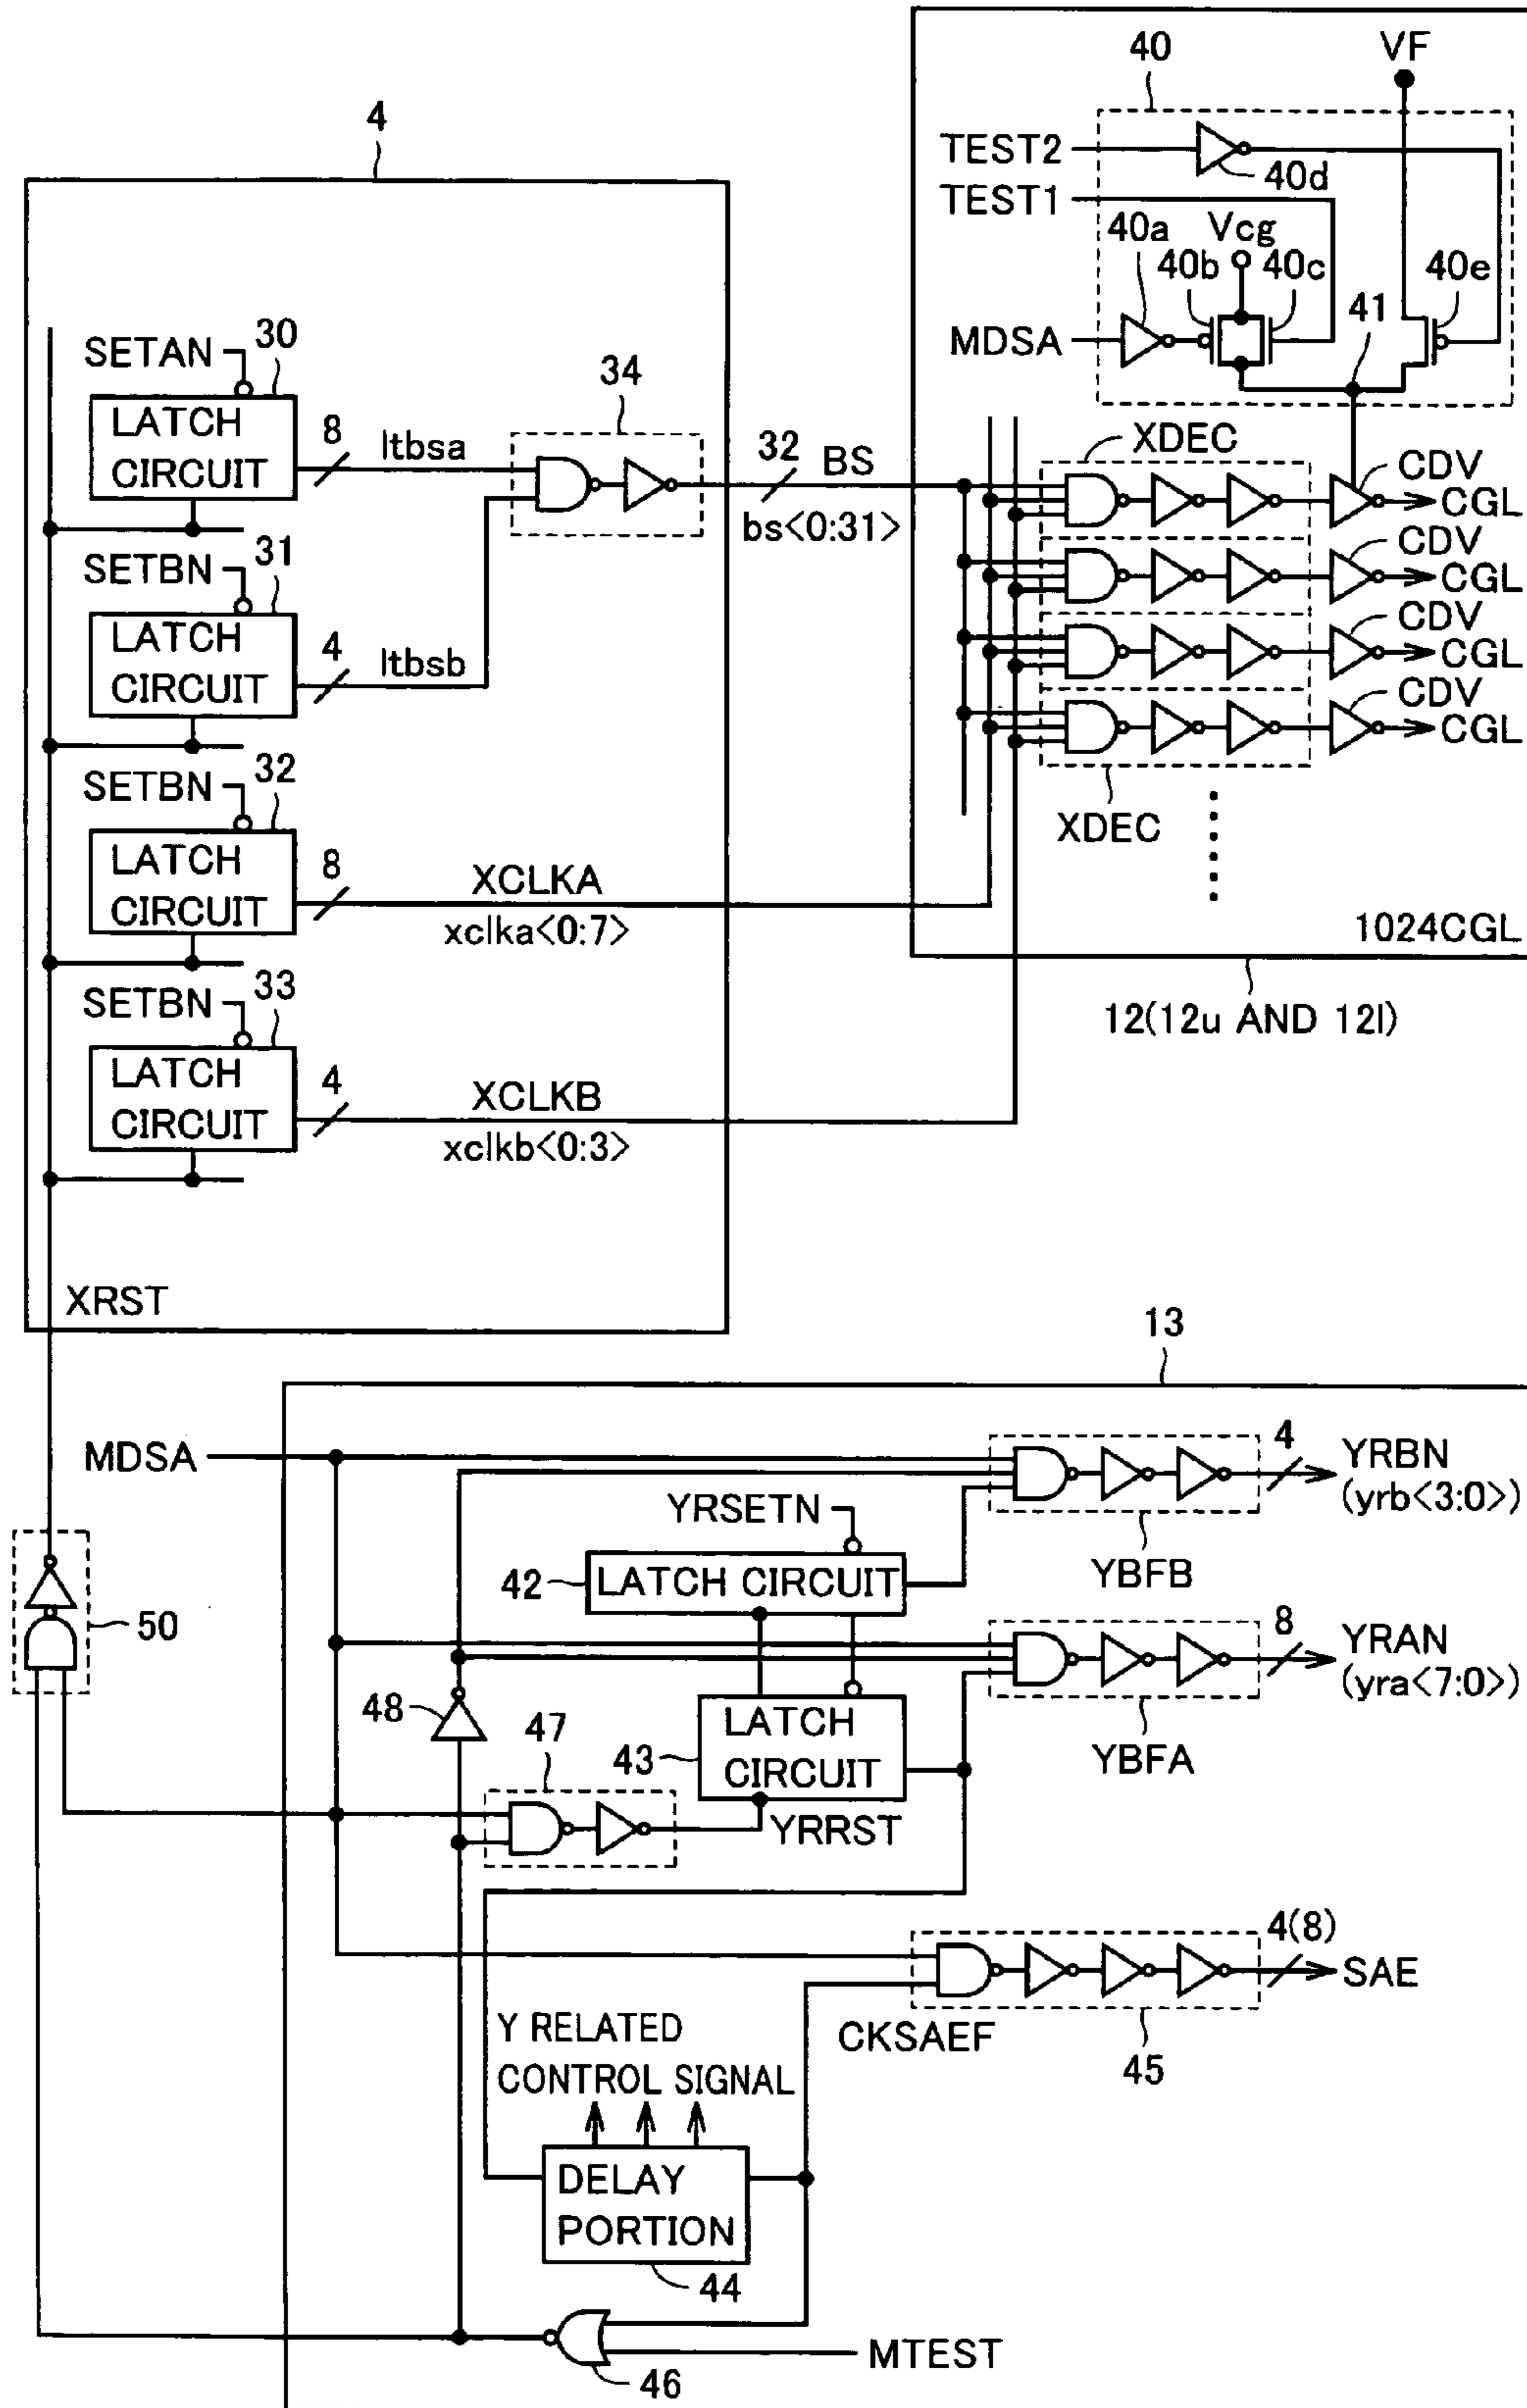 4
40
VF
TEST2
40d
TEST1
40a
Vcg
40b
40c
40e
41
MDSA
SETAN
30
LATCH
CIRCUIT
8
ltbsa
34
32
BS
bs<0:31>
XDEC
CDV
CGL
CDV
CGL
CDV
CGL
CDV
CGL
XDEC
SETBN
31
LATCH
CIRCUIT
4
ltbsb
SETBN
32
LATCH
CIRCUIT
8
XCLKA
xclka<0:7>
1024CGL
12(12u AND 12l)
SETBN
33
LATCH
CIRCUIT
4
XCLKB
xclkb<0:3>
XRST
13
MDSA
4
YRBN
(yrb<3:0>)
YRSETN
42
LATCH CIRCUIT
YBFB
50
8
YRAN
(yra<7:0>)
48
47
43
LATCH
CIRCUIT
YBFA
YRRST
4(8)
SAE
Y RELATED
CONTROL SIGNAL
CKSAEF
45
DELAY
PORTION
44
MTEST
46